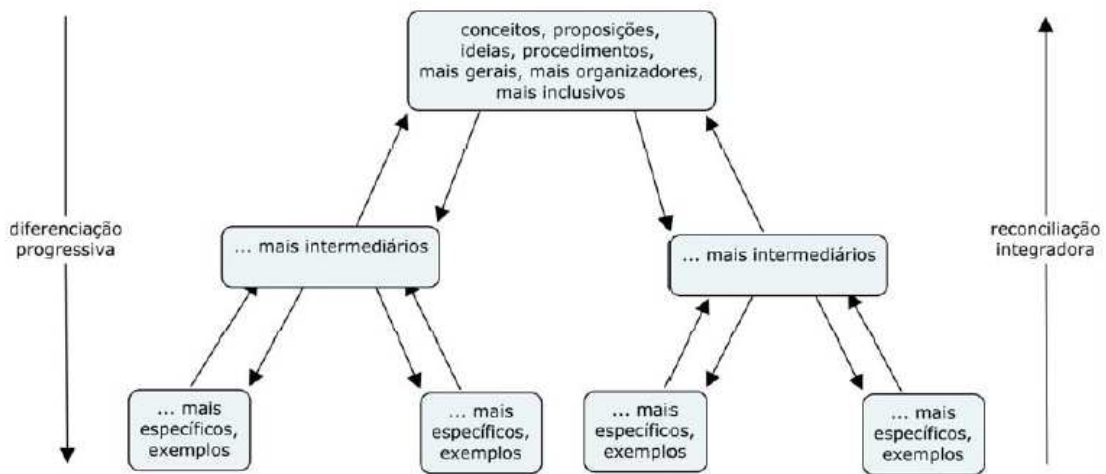 conceitos, proposições,
ideias, procedimentos,
mais gerais, mais organizadores,
mais inclusivos
diferenciação
progressiva
... mais intermediários
... mais intermediários
reconciliação
integradora
... mais
específicos,
exemplos
... mais
específicos,
exemplos
... mais
específicos,
exemplos
... mais
específicos,
exemplos